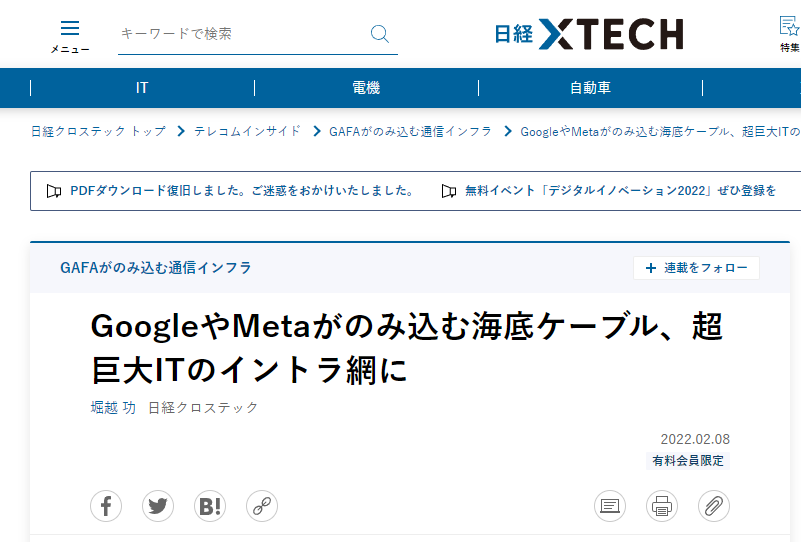 メニュー
キーワードで検索
日経 XTECH
特集
IT
電機
自動車
日経クロステック トップ > テレコムインサイド > GAFAがのみ込む通信インフラ > GoogleやMetaがのみ込む海底ケーブル、超巨大ITの
PDFダウンロード復旧しました。ご迷惑をおかけいたしました。 無料イベント「デジタルイノベーション2022」ぜひ登録を
GAFAがのみ込む通信インフラ
+ 連載をフォロー
GoogleやMetaがのみ込む海底ケーブル、超
巨大ITのイントラ網に
堀越 功 日経クロステック
2022.02.08
有料会員限定
B!